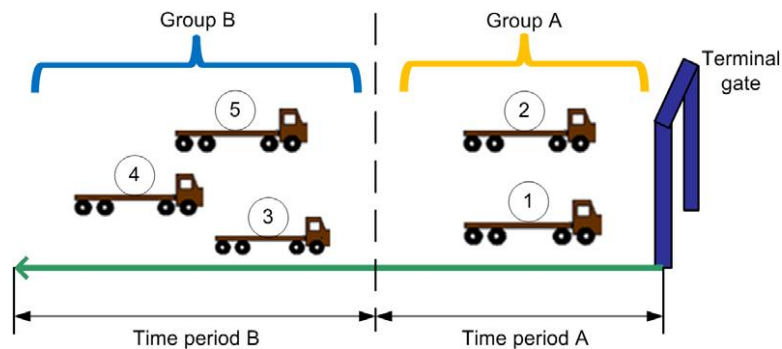 Group B
Group A
Terminal
gate
5
2
4
3
1
Time period B
Time period A